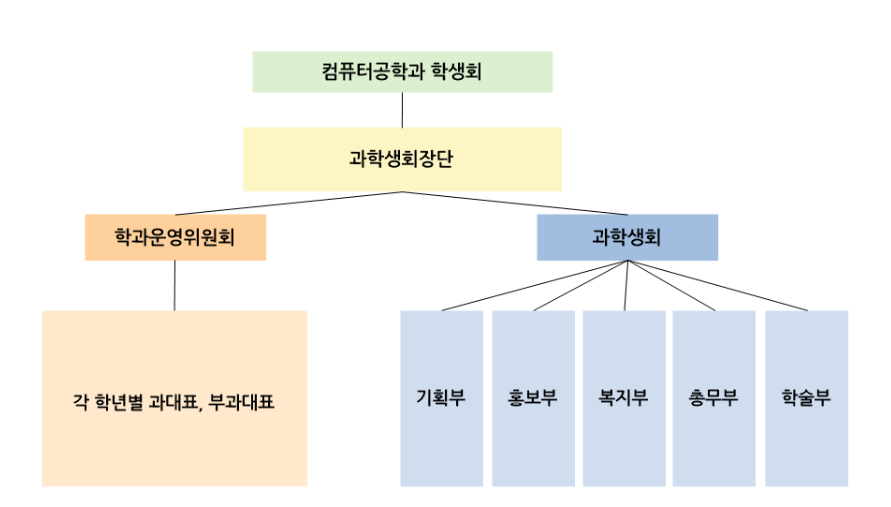 컴퓨터공학과 학생회
과학생회장단
학과운영위원회
과학생회
각 학년별 과대표, 부과대표
기획부
홍보부
복지부
총무부
학술부